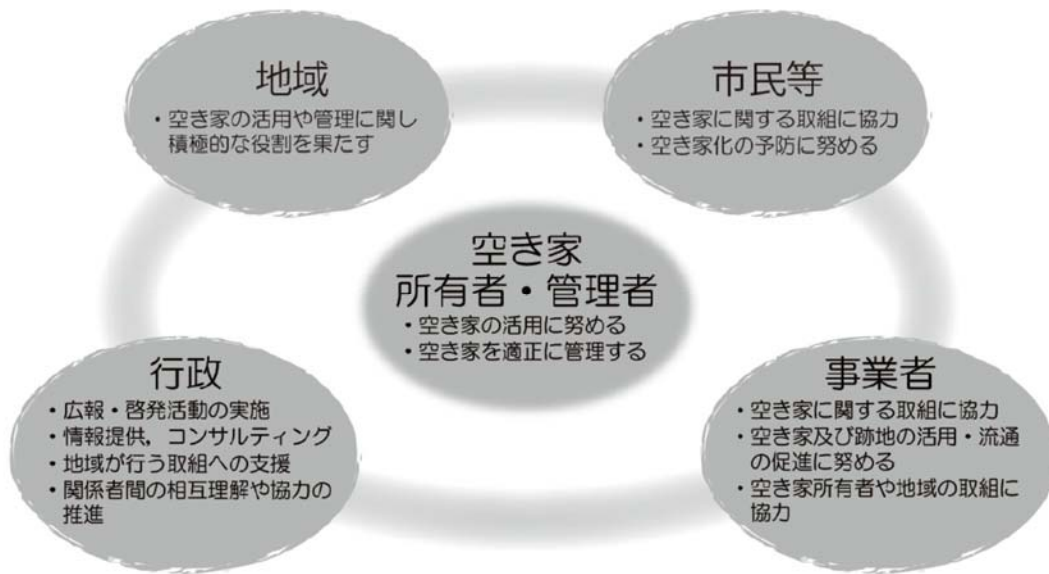 地域
・空き家の活用や管理に関し
積極的な役割を果たす
市民等
・空き家に関する取組に協力
・空き家化の予防に努める
空き家
所有者・管理者
・空き家の活用に努める
・空き家を適正に管理する
行政
・広報・啓発活動の実施
・情報提供，コンサルティング
・地域が行う取組への支援
・関係者間の相互理解や協力の
推進
事業者
・空き家に関する取組に協力
・空き家及び跡地の活用・流通
の促進に努める
・空き家所有者や地域の取組に
協力